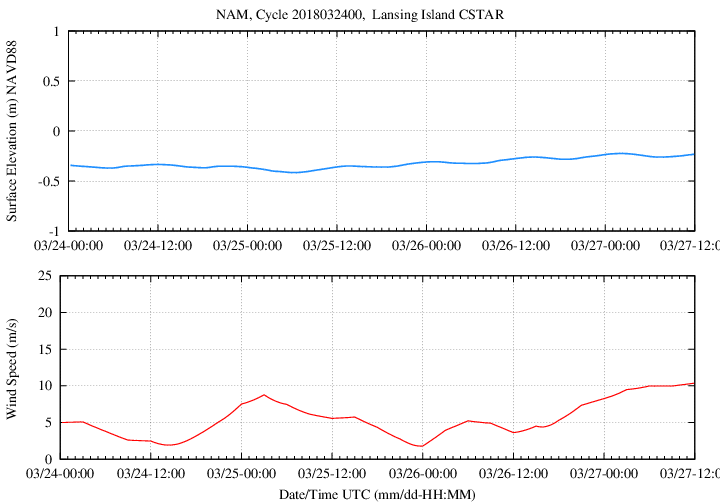 NAM, Cycle 2018032400, Lansing Island CSTAR
Surface Elevation (m) NAVD88
1
0.5
0
-0.5
-1
03/24-00:00 03/24-12:00 03/25-00:00 03/25-12:00 03/26-00:00 03/26-12:00 03/27-00:00 03/27-12:0
Wind Speed (m/s)
25
20
15
10
5
0
03/24-00:00 03/24-12:00 03/25-00:00 03/25-12:00 03/26-00:00 03/26-12:00 03/27-00:00 03/27-12:0
Date/Time UTC (mm/dd-HH:MM)